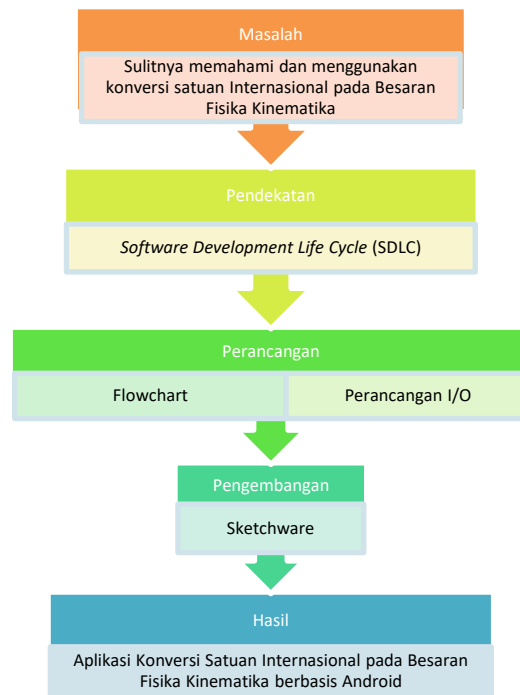 Masalah
Sulitnya memahami dan menggunakan
konversi satuan Internasional pada Besaran
Fisika Kinematika
Pendekatan
Software Development Life Cycle (SDLC)
Perancangan
Flowchart
Perancangan I/O
Pengembangan
Sketchware
Hasil
Aplikasi Konversi Satuan Internasional pada Besaran
Fisika Kinematika berbasis Android